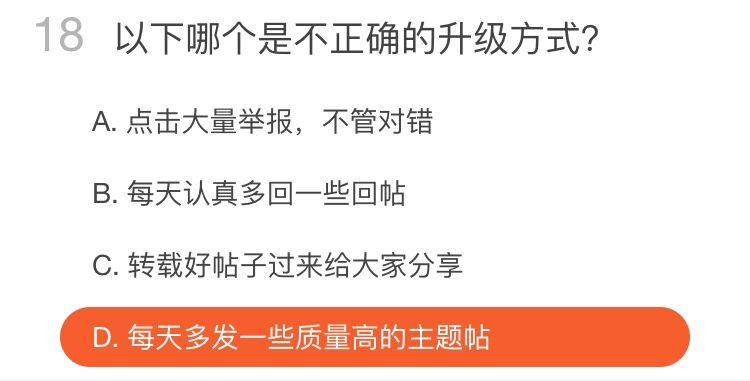 18 以下哪个是不正确的升级方式?
A. 点击大量举报，不管对错
B. 每天认真多回一些回帖
C. 转载好帖子过来给大家分享
D. 每天多发一些质量高的主题帖